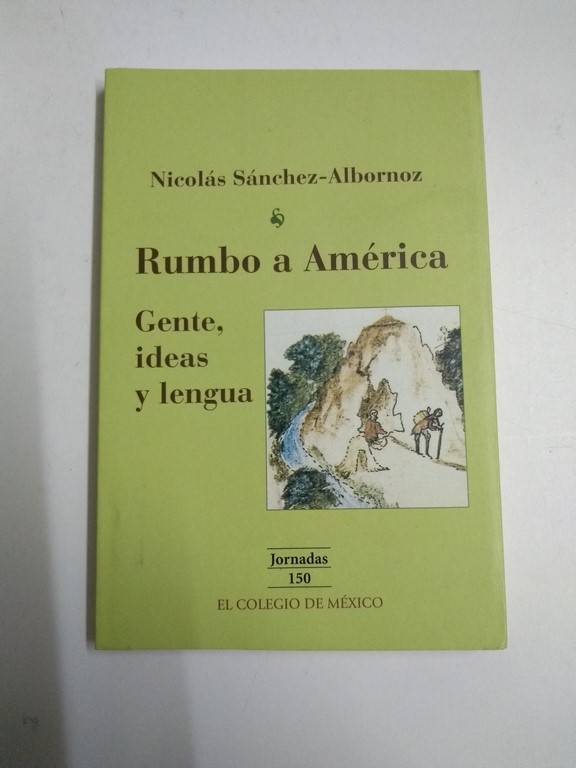 Nicolás Sánchez-Albornoz
Rumbo a América
Gente,
ideas
y lengua
Jornadas
150
EL COLEGIO DE MÉXICO